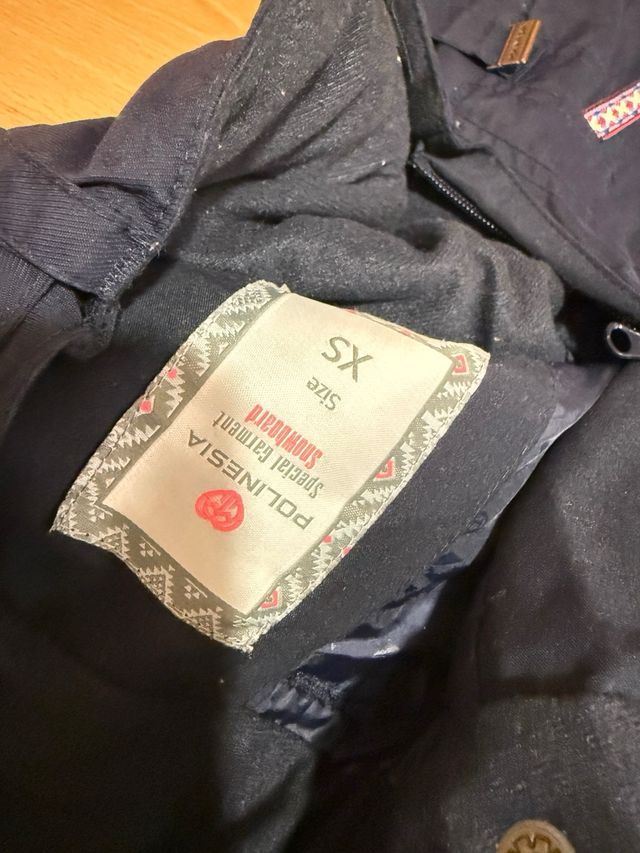 POLINESIA
Special Garment
Snowboard
Size
XS